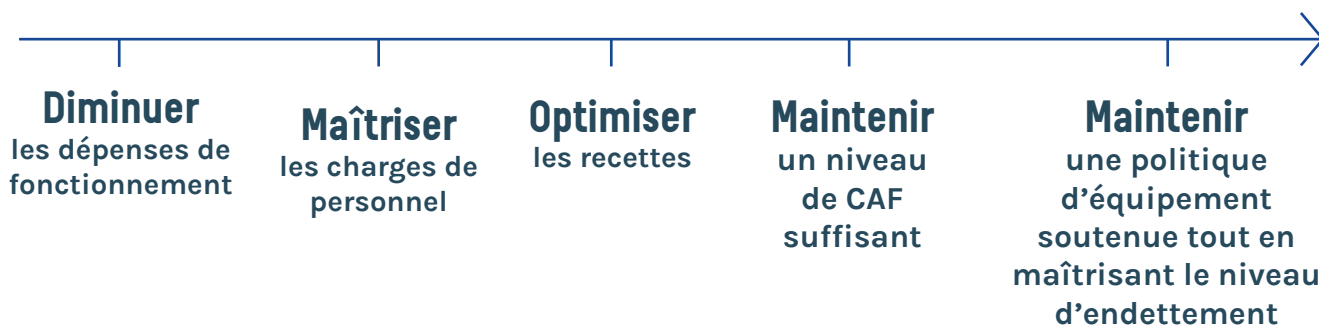 Diminuer
les dépenses de
fonctionnement
Maîtriser
les charges de
personnel
Optimiser
les recettes
Maintenir
un niveau
de CAF
suffisant
Maintenir
une politique
d’équipement
soutenue tout en
maîtrisant le niveau
d’endettement